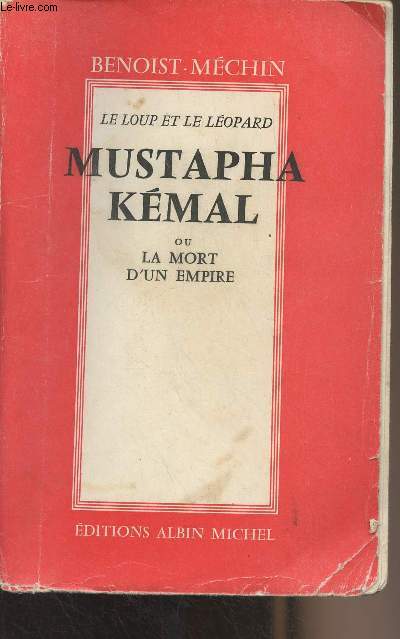 Le-livre.com
BENOIST-MÉCHIN
LE LOUP ET LE LÉOPARD
MUSTAPHA
KÉMAL
OU
LA MORT
D'UN EMPIRE
ÉDITIONS ALBIN MICHEL